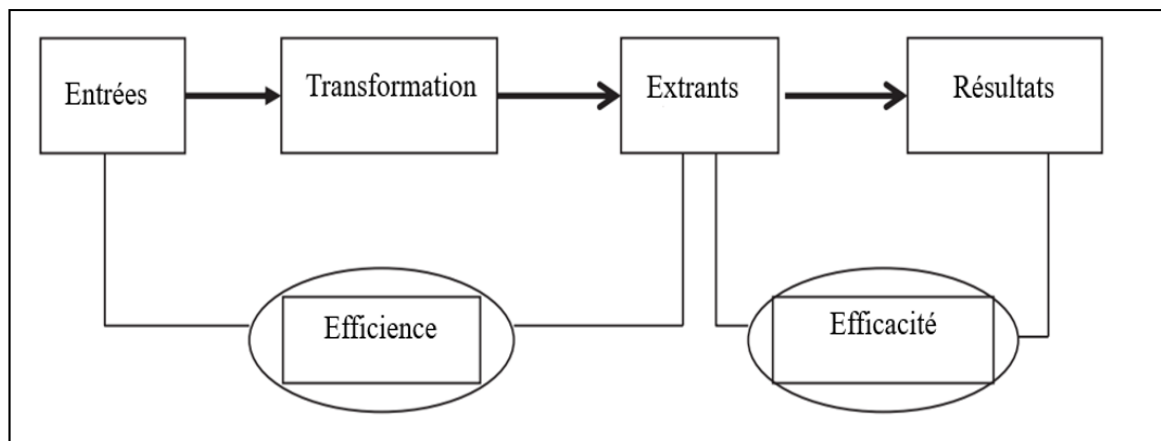 Entrées
Transformation
Extrants
Résultats
Efficience
Efficacité